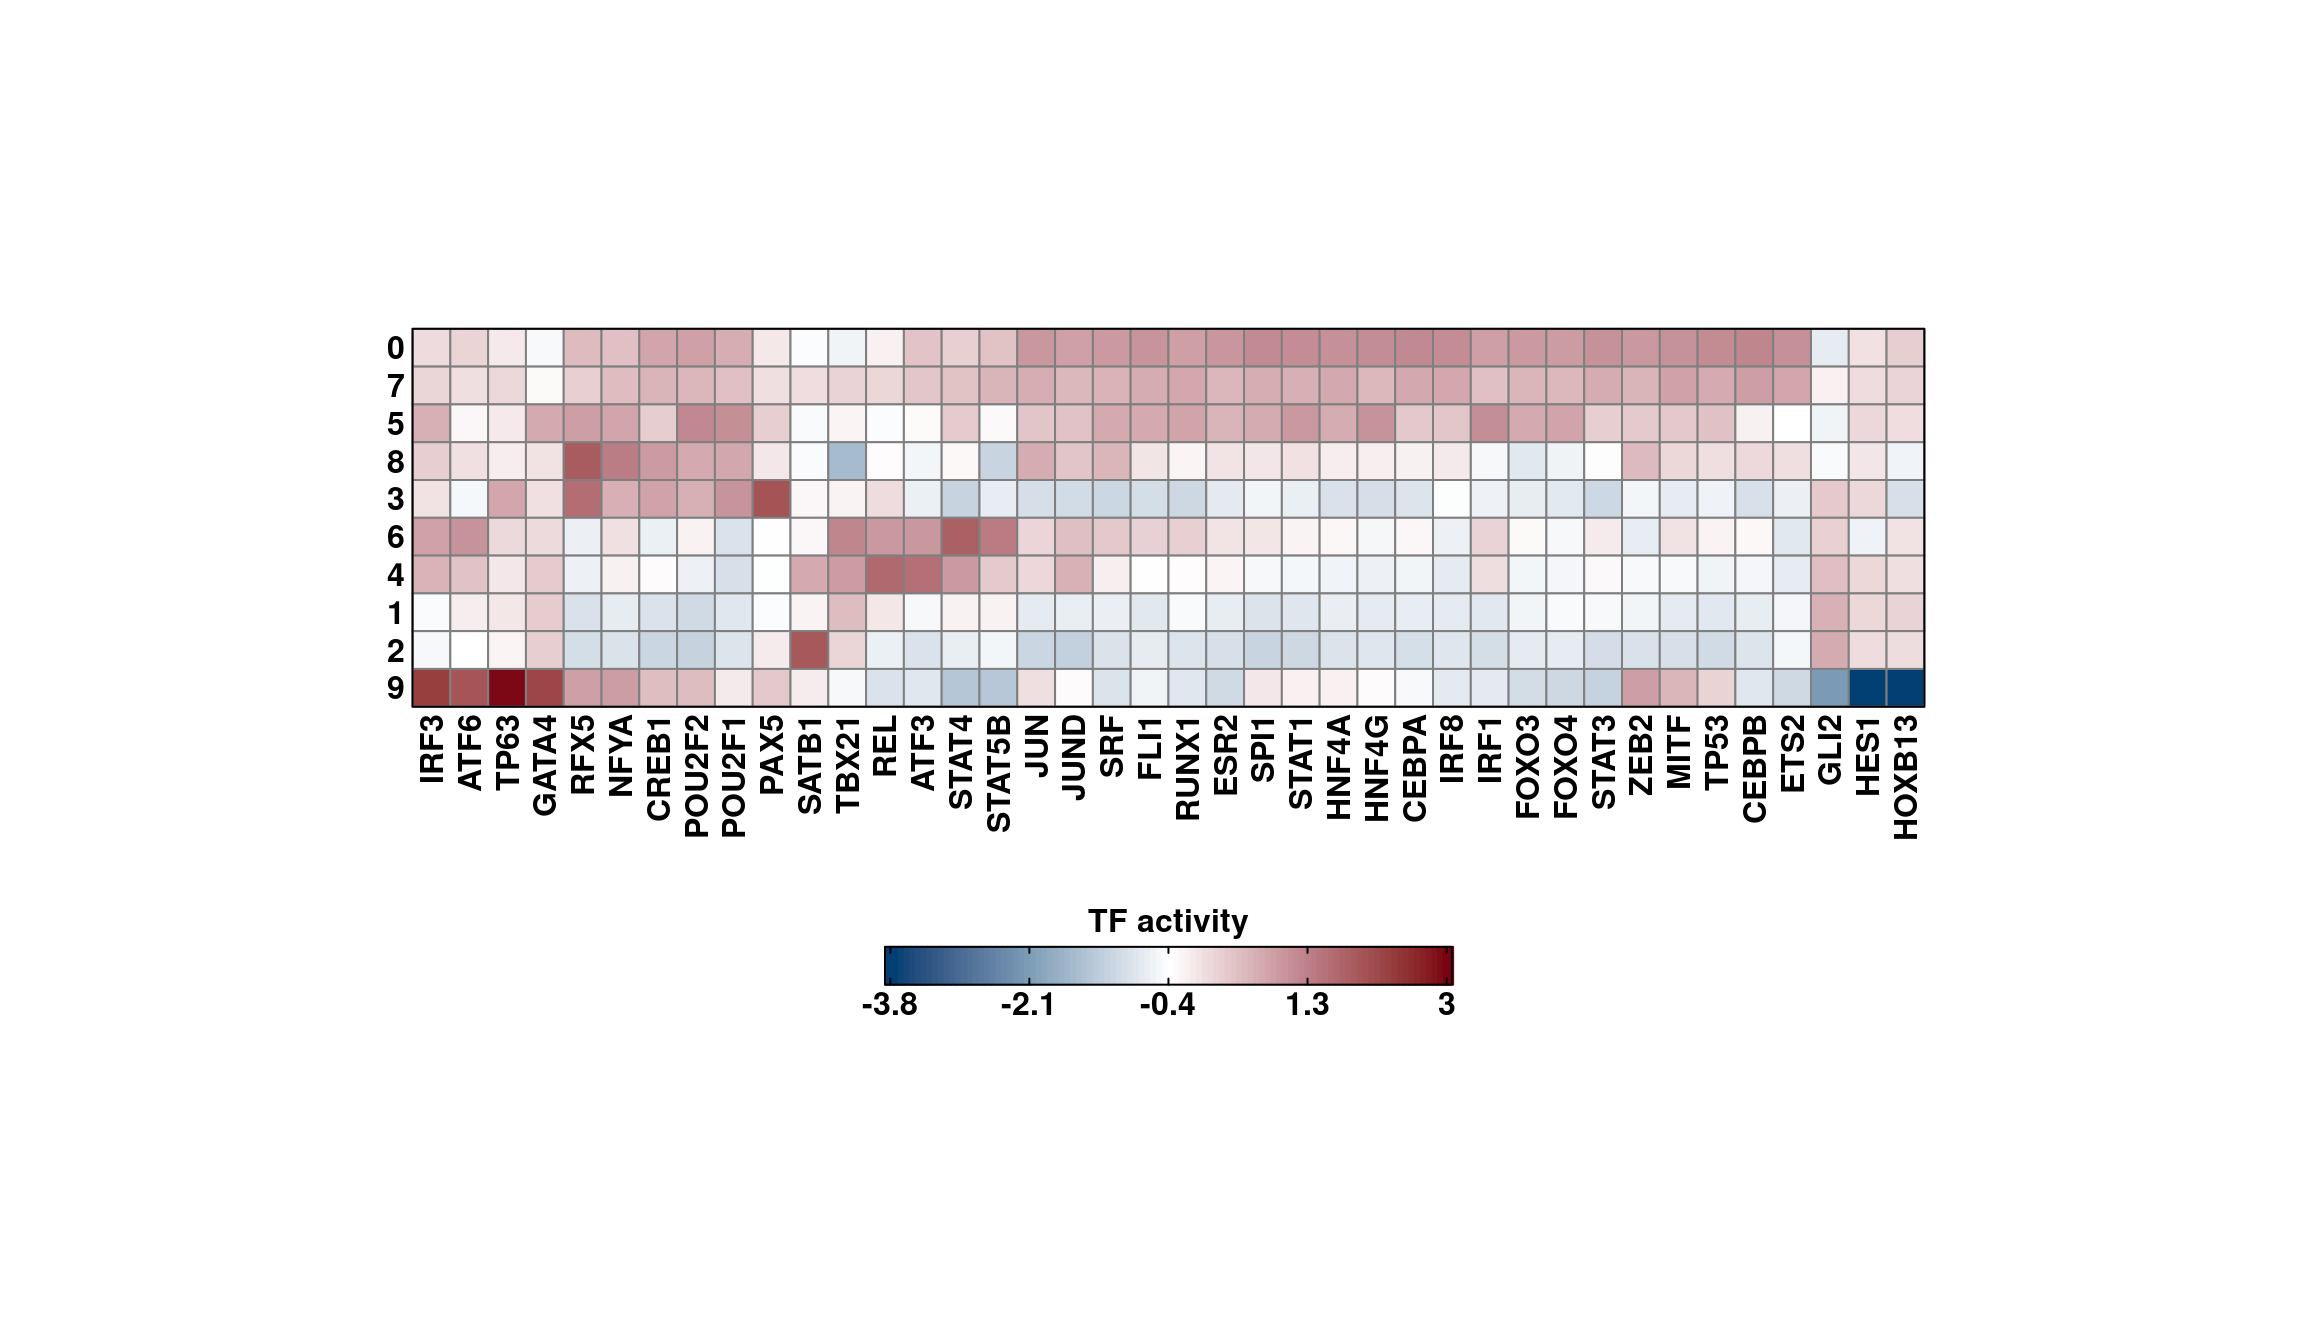 0
7
5
8
3
6
4
1
2
9
IRF3
ATF6
TP63
GATA4
RFX5
NFYA
CREB1
POU2F2
POU2F1
PAX5
SATB1
TBX21
REL
ATF3
STAT4
STAT5B
JUN
JUND
SRF
FLI1
RUNX1
ESR2
SPI1
STAT1
HNF4A
HNF4G
CEBPA
IRF8
IRF1
FOXO3
FOXO4
STAT3
ZEB2
MITF
TP53
CEBPB
ETS2
GLI2
HES1
HOXB13
TF activity
-3.8 -2.1 -0.4 1.3 3